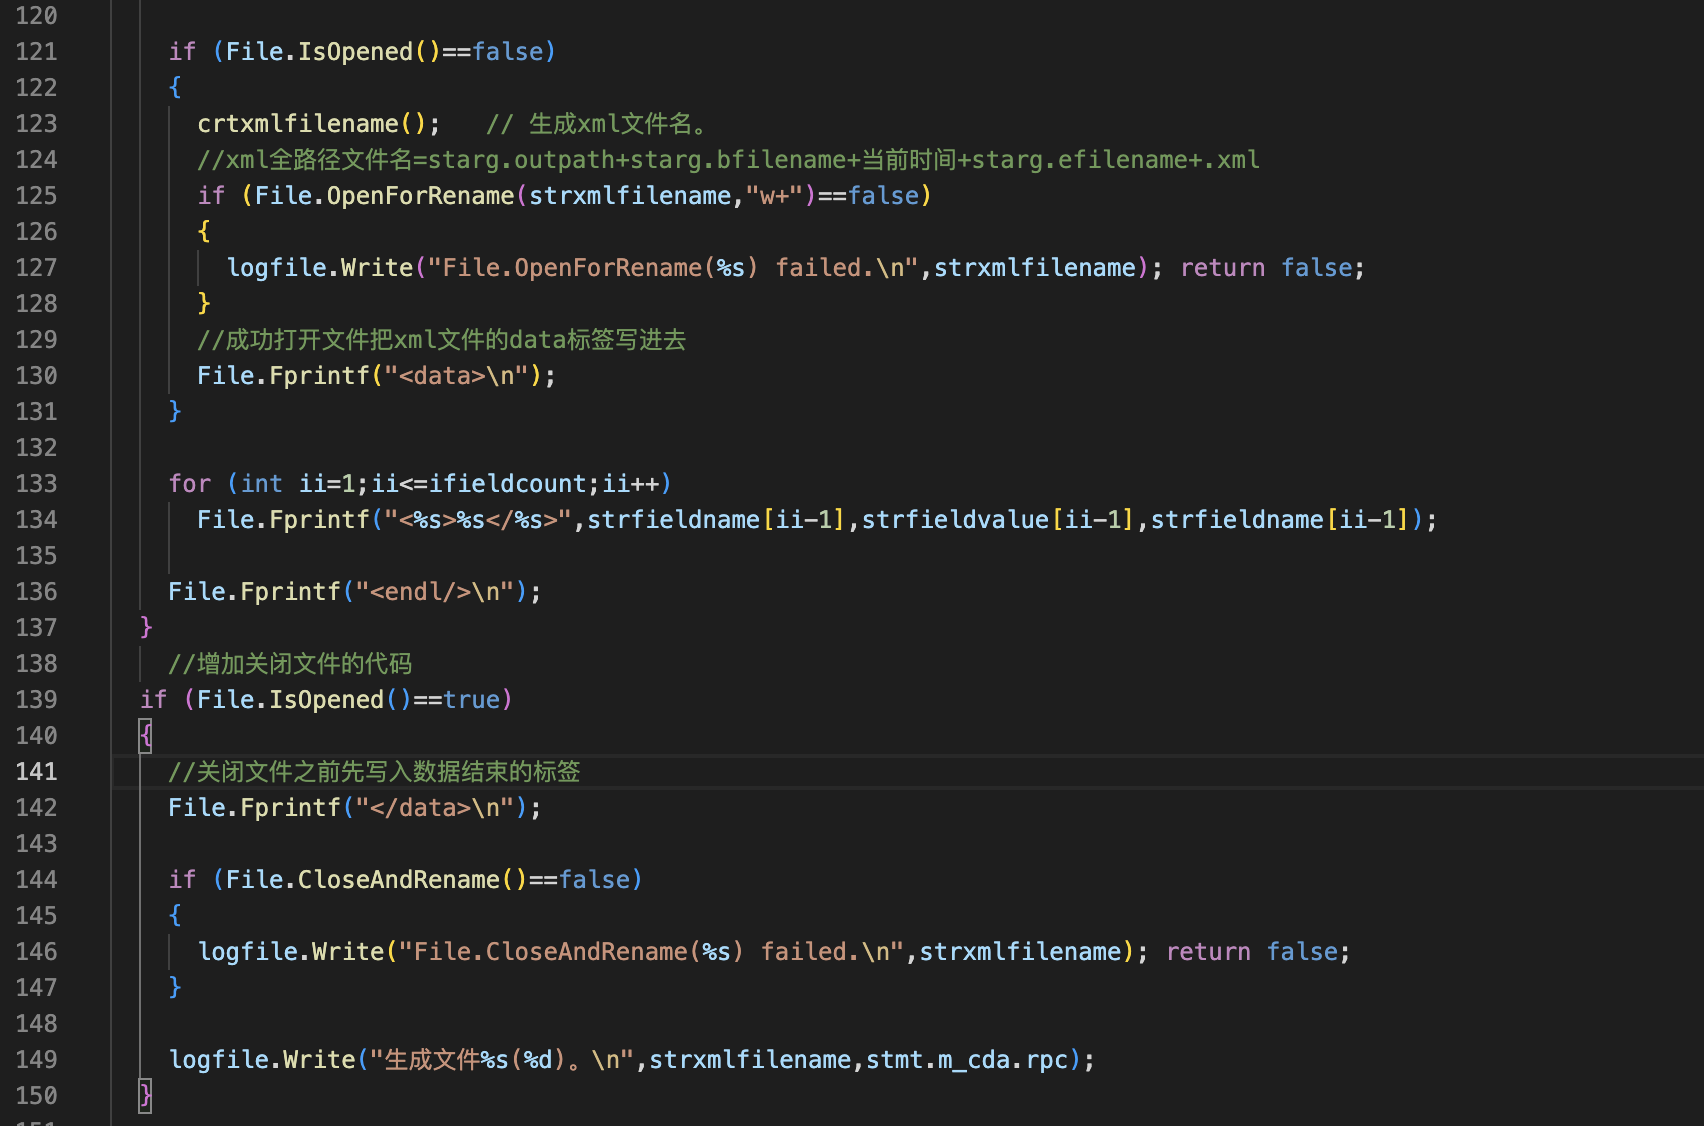 120
121 if (File.IsOpened()==false)
122 {
123 crtxmlfilename();   // 生成xml文件名。
124 //xml全路径文件名=starg.outpath+starg.bfilename+当前时间+starg.efilename+.xml
125 if (File.OpenForRename(strxmlfilename,"w+")==false)
126 {
127 logfile.Write("File.OpenForRename(%s) failed.\n",strxmlfilename); return false;
128 }
129 //成功打开文件把xml文件的data标签写进去
130 File.Fprintf("<data>\n");
131 }
132
133 for (int ii=1;ii<=ifieldcount;ii++)
134 File.Fprintf("<%s>%s</%s>",strfieldname[ii-1],strfieldvalue[ii-1],strfieldname[ii-1]);
135
136 File.Fprintf("<endl/>\n");
137 }
138 //增加关闭文件的代码
139 if (File.IsOpened()==true)
140 {
141 //关闭文件之前先写入数据结束的标签
142 File.Fprintf("</data>\n");
143
144 if (File.CloseAndRename()==false)
145 {
146 logfile.Write("File.CloseAndRename(%s) failed.\n",strxmlfilename); return false;
147 }
148
149 logfile.Write("生成文件%s(%d)。\n",strxmlfilename,stmt.m_cda.rpc);
150 }